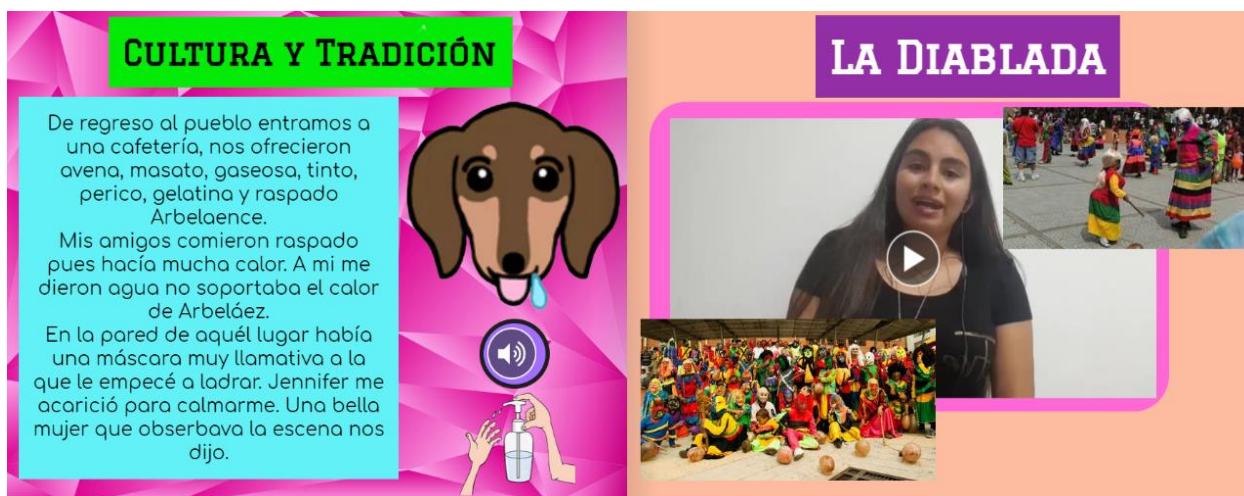 CULTURA Y TRADICIÓN
De regreso al pueblo entramos a
una cafetería, nos ofrecieron
avena, masato, gaseosa, tinto,
perico, gelatina y raspado
Arbelaence.
Mis amigos comieron raspado
pues hacía mucha calor. A mi me
dieron agua no soportaba el calor
de Arbeláez.
En la pared de aquél lugar había
una máscara muy llamativa a la
que le empecé a ladrar. Jennifer me
acarició para calmarme. Una bella
mujer que obserbava la escena nos
dijo.
LA DIABLADA